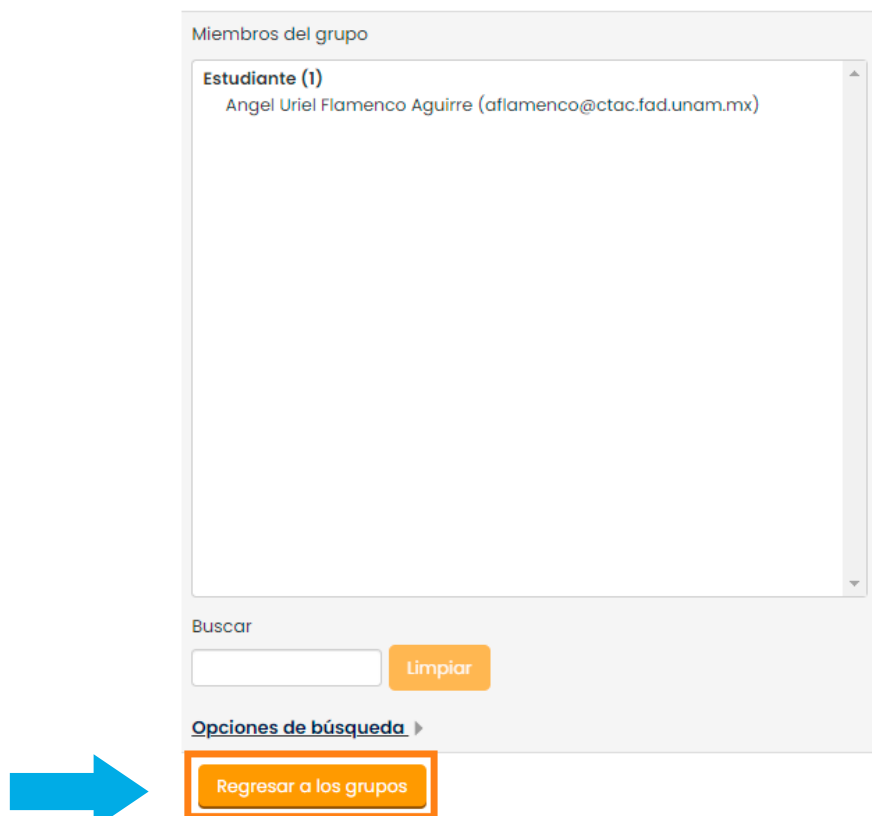 Miembros del grupo
Estudiante (1)
Angel Uriel Flamenco Aguirre (aflamenco@ctac.fad.unam.mx)
Buscar
Limpiar
Opciones de búsqueda
Regresar a los grupos